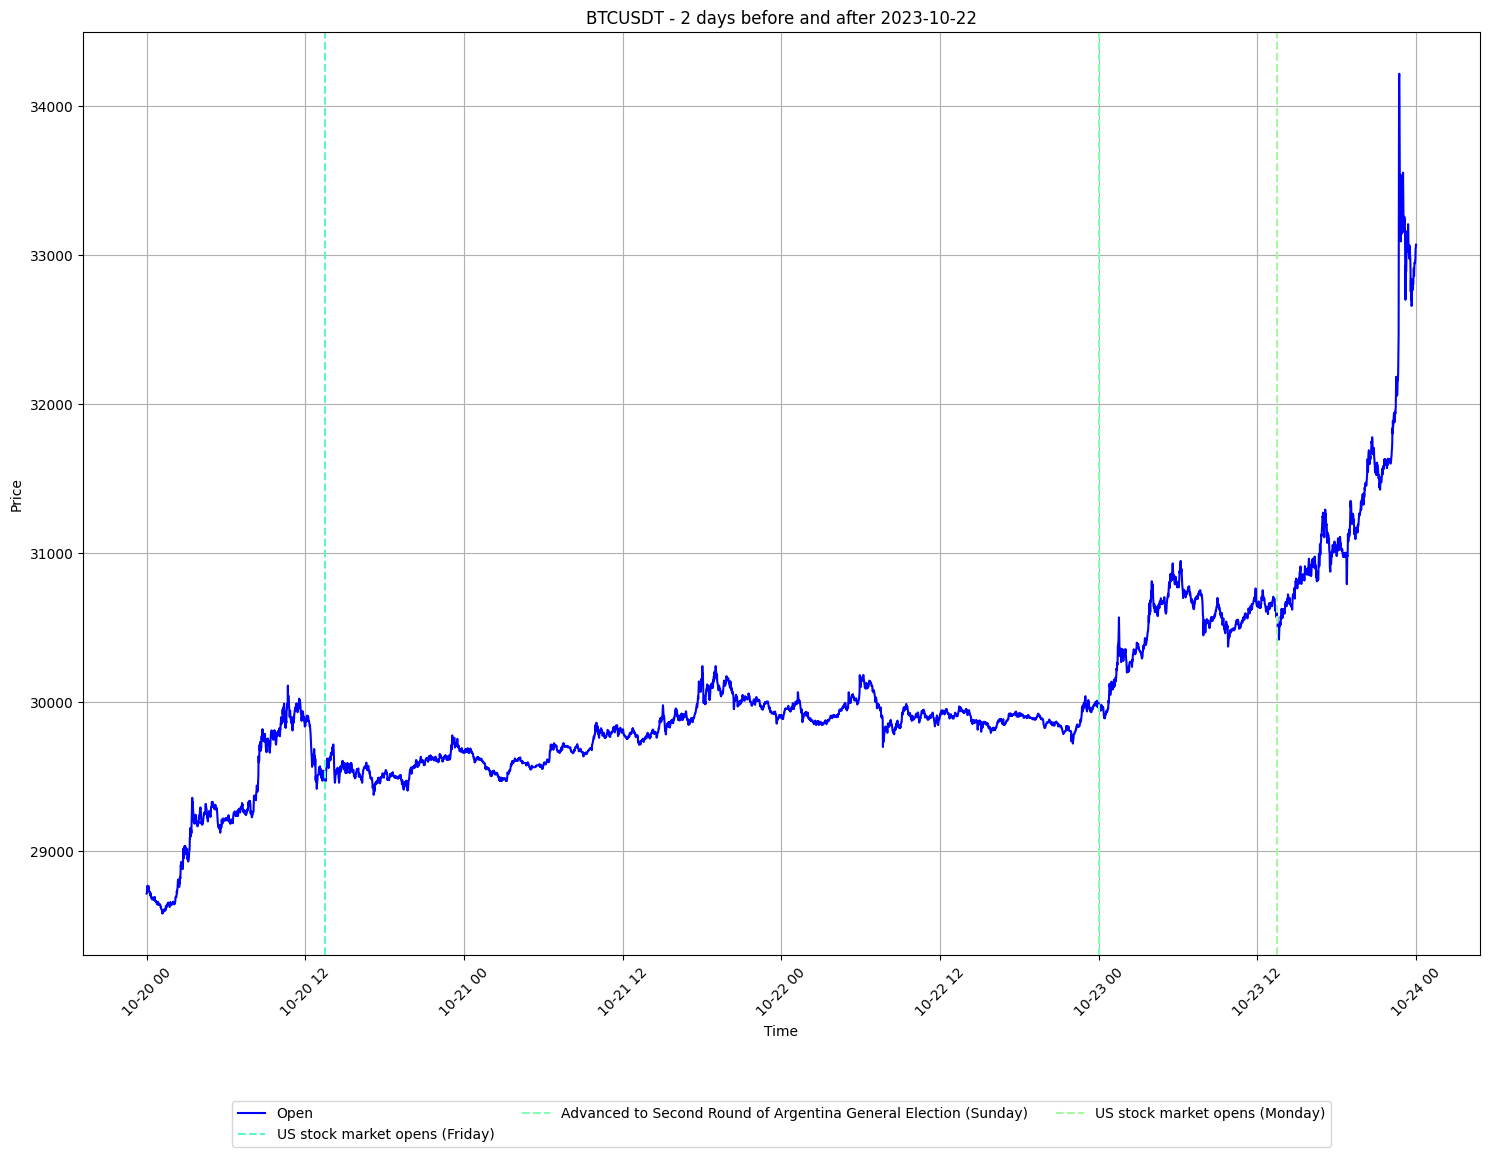 BTCUSDT - 2 days before and after 2023-10-22
Price
34000
33000
32000
31000
30000
29000
10-20 00
10-20 12
10-21 00
10-21 12
10-22 00
10-22 12
10-23 00
10-23 12
10-24 00
Time
Open
US stock market opens (Friday)
Advanced to Second Round of Argentina General Election (Sunday)
US stock market opens (Monday)